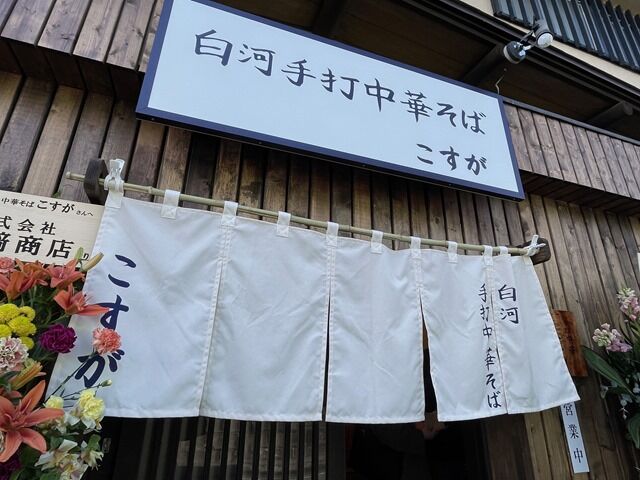 白河手打中華そば
こすが
中華そば こすが さんへ
式会社
商店
こすが
白河
手打中華そば
営業中